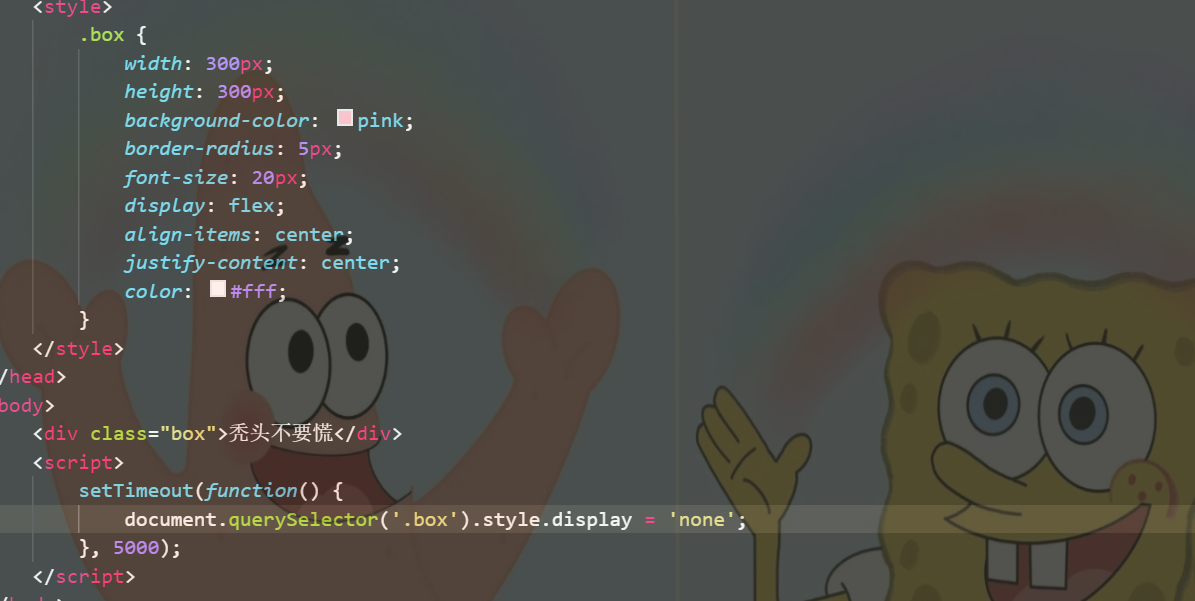 <style>
.box {
width: 300px;
height: 300px;
background-color: pink;
border-radius: 5px;
font-size: 20px;
display: flex;
align-items: center;
justify-content: center;
color: #fff;
}
</style>
/head>
body>
<div class="box">秃头不要慌</div>
<script>
setTimeout(function() {
document.querySelector('.box').style.display = 'none';
}, 5000);
</script>